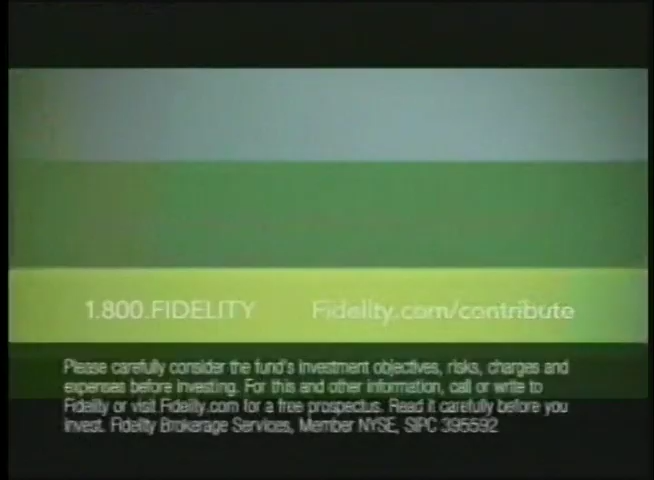 1.800.FIDELITY Fidelity.com/contribute
Please carefully consider the fund's investment objectives, risks, charges and
expenses before investing. For this and other information, call or write to
Fidelity or visit Fidelity.com for a free prospectus. Read it carefully before you
invest. Fidelity Brokerage Services, Member NYSE, SIPC 395592